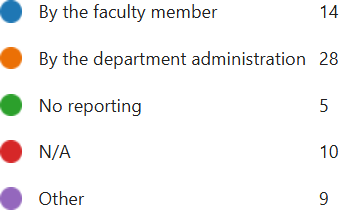 By the faculty member 14
By the department administration 28
No reporting 5
N/A 10
Other 9